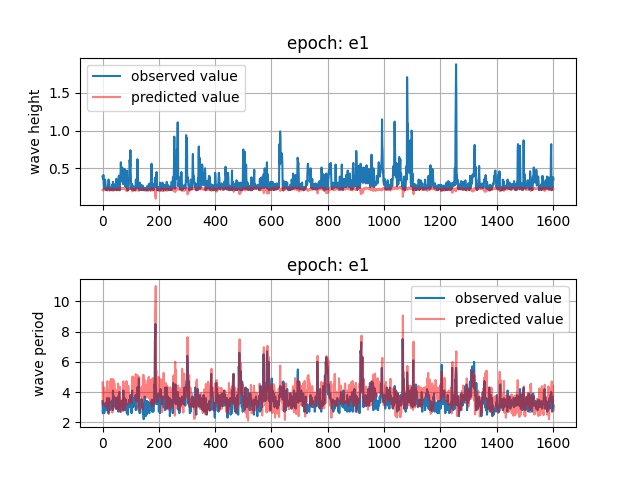 epoch: e1
observed value
predicted value
wave height
1.5
1.0
0.5
0 200 400 600 800 1000 1200 1400 1600
epoch: e1
observed value
predicted value
wave period
10
8
6
4
2
0 200 400 600 800 1000 1200 1400 1600